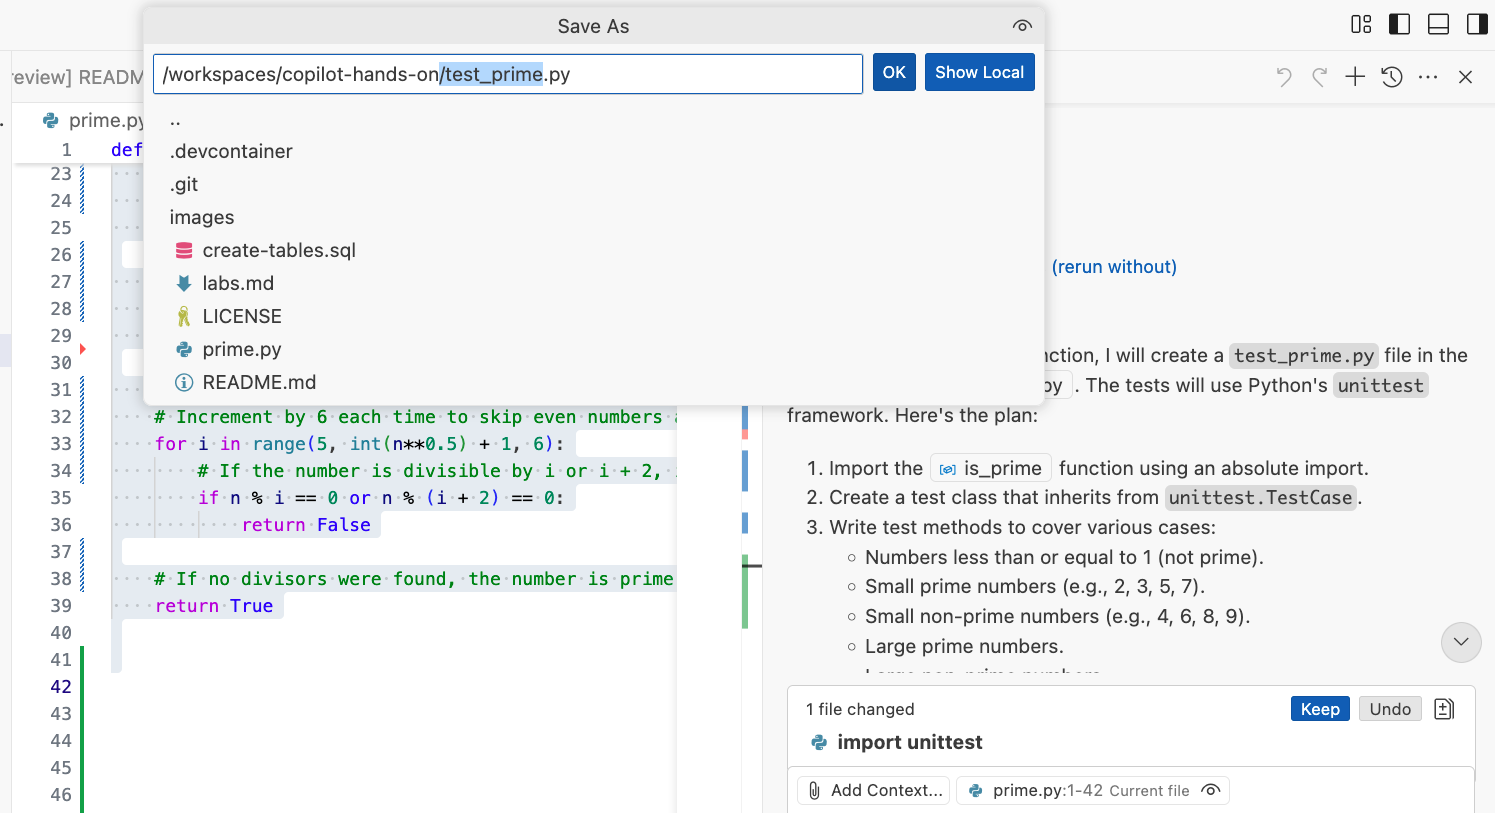 Save As
/workspaces/copilot-hands-on/test_prime.py
OK
Show Local
..
.devcontainer
.git
images
create-tables.sql
labs.md
LICENSE
prime.py
README.md
prime.py
1 def
23
24
25
26
27
28
29
30
31
32 # Increment by 6 each time to skip even numbers
33 for i in range(5, int(n**0.5) + 1, 6):
34 # If the number is divisible by i or i + 2,
35 if n % i == 0 or n % (i + 2) == 0:
36 return False
37
38 # If no divisors were found, the number is prime
39 return True
40
41
42
43
44
45
46
(rerun without)
I will create a test_prime.py file in the
. The tests will use Python's unittest
framework. Here's the plan:
1. Import the is_prime function using an absolute import.
2. Create a test class that inherits from unittest.TestCase.
3. Write test methods to cover various cases:
Numbers less than or equal to 1 (not prime).
Small prime numbers (e.g., 2, 3, 5, 7).
Small non-prime numbers (e.g., 4, 6, 8, 9).
Large prime numbers.
1 file changed
Keep
Undo
import unittest
Add Context...
prime.py:1-42 Current file